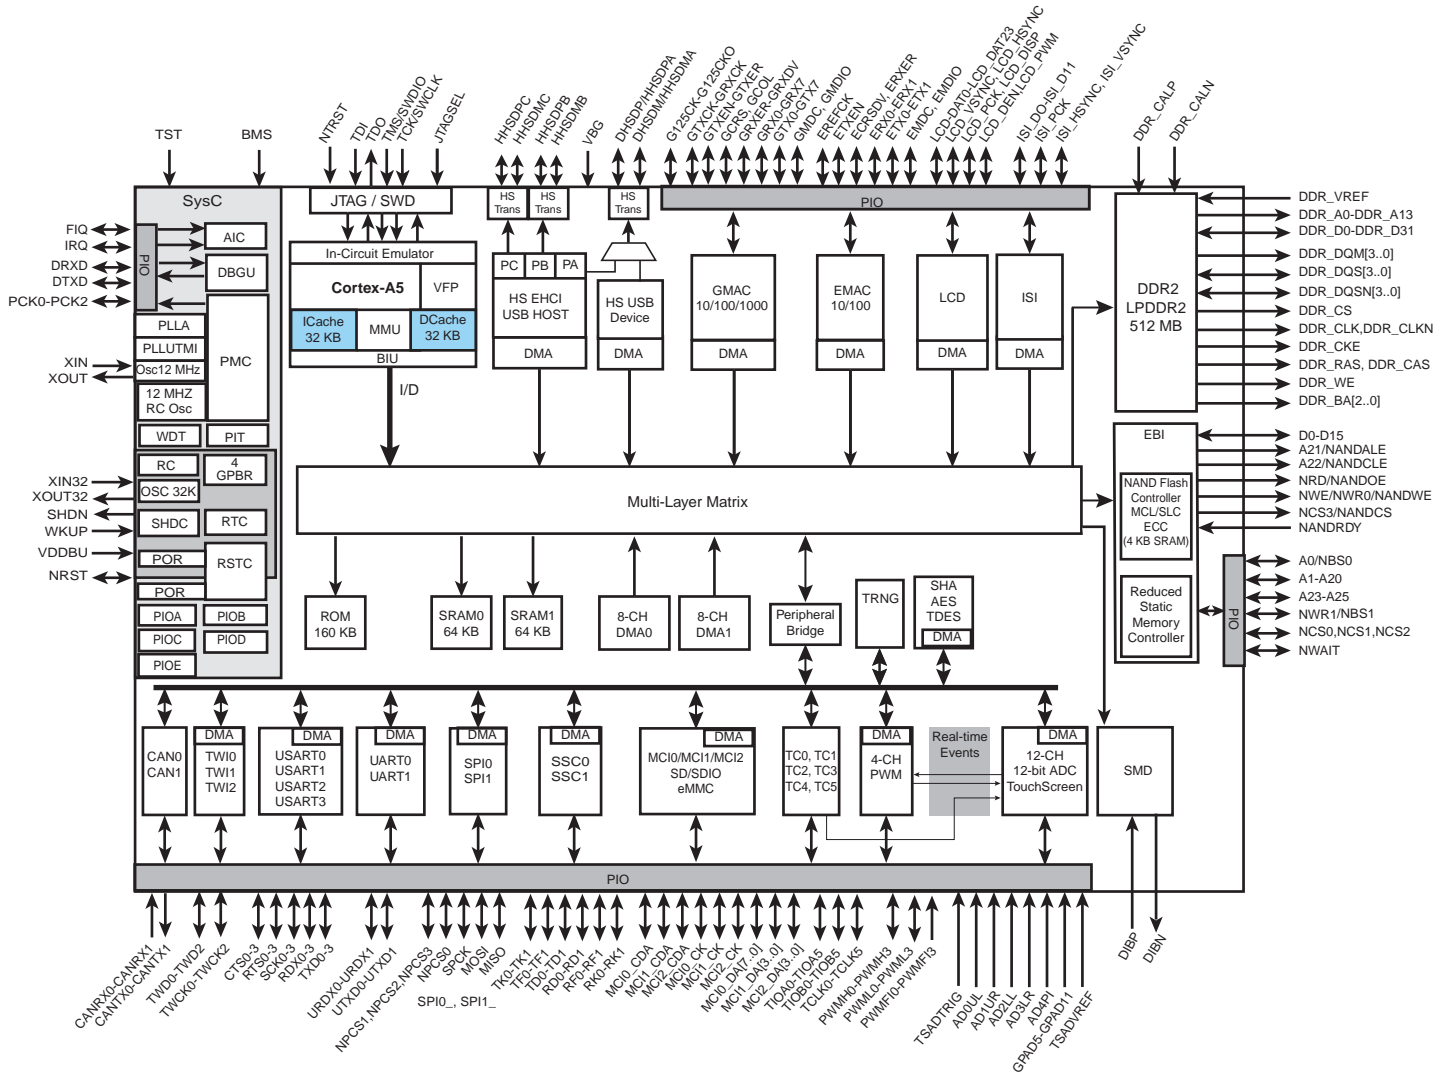 NTRST
TDI
TDO
TMS/SWDIO
TCK/SWCLK
JTAGSEL
HHSDPC
HHSDMC
HHSDPB
HHSDMB
VBG
DHSDP/HHSDPA
DHSDM/HHSDMA
G125CK-G125CKO
GTXCK-GRXCK
GTXEN-GTXER
GCRS, GCOL
GRXER-GRXDV
GRX0-GRX7
GTX0-GTX7
GMDC, GMDIO
EREFCK
ETXEN
ECRSDV, ERXER
ERX0-ERX1
ETX0-ETX1
EMDC, EMDIO
LCD-DAT0-LCD_DAT23
LCD_VSYNC, LCD_HSYNC
LCD_PCK, LCD_DISP
LCD_DEN,LCD_PWM
ISI_DO-ISI_D11
ISI_PCK
ISI_HSYNC, ISI_VSYNC
DDR_CALP
DDR_CALN
TST
BMS
SysC
FIQ
IRQ
DRXD
DTXD
PCK0-PCK2
XIN
XOUT
XIN32
XOUT32
SHDN
WKUP
VDDBU
NRST
PIO
AIC
DBGU
PLLA
PLLUTMI
Osc12 MHz
12 MHZ
RC Osc
PMC
WDT
PIT
RC
4
GPBR
OSC 32K
SHDC
RTC
POR
RSTC
POR
PIOA
PIOB
PIOC
PIOD
PIOE
JTAG / SWD
In-Circuit Emulator
Cortex-A5
VFP
ICache
32 KB
MMU
DCache
32 KB
BIU
I/D
HS
Trans
HS
Trans
HS
Trans
PC
PB
PA
HS EHCI
USB HOST
DMA
HS USB
Device
DMA
PIO
GMAC
10/100/1000
DMA
EMAC
10/100
DMA
LCD
DMA
ISI
DMA
DDR2
LPDDR2
512 MB
DDR_VREF
DDR_A0-DDR_A13
DDR_D0-DDR_D31
DDR_DQM[3..0]
DDR_DQS[3..0]
DDR_DQSN[3..0]
DDR_CS
DDR_CLK,DDR_CLKN
DDR_CKE
DDR_RAS, DDR_CAS
DDR_WE
DDR_BA[2..0]
EBI
NAND Flash
Controller
MCL/SLC
ECC
(4 KB SRAM)
Reduced
Static
Memory
Controller
PIO
D0-D15
A21/NANDALE
A22/NANDCLE
NRD/NANDOE
NWE/NWR0/NANDWE
NCS3/NANDCS
NANDRDY
A0/NBS0
A1-A20
A23-A25
NWR1/NBS1
NCS0,NCS1,NCS2
NWAIT
Multi-Layer Matrix
ROM
160 KB
SRAM0
64 KB
SRAM1
64 KB
8-CH
DMA0
8-CH
DMA1
Peripheral
Bridge
TRNG
SHA
AES
TDES
DMA
CAN0
CAN1
DMA
TWI0
TWI1
TWI2
DMA
USART0
USART1
USART2
USART3
DMA
UART0
UART1
DMA
SPI0
SPI1
DMA
SSC0
SSC1
DMA
MCI0/MCI1/MCI2
SD/SDIO
eMMC
TC0, TC1
TC2, TC3
TC4, TC5
DMA
4-CH
PWM
Real-time
Events
DMA
12-CH
12-bit ADC
TouchScreen
SMD
PIO
CANRX0-CANRX1
CANTX0-CANTX1
TWD0-TWD2
TWCK0-TWCK2
CTS0-3
RTS0-3
SCK0-3
RDX0-3
TXD0-3
URDX0-URDX1
UTXD0-UTXD1
NPCS1,NPCS2,NPCS3
NPCS0
SPCK
MOSI
MISO
SPI0_, SPI1_
TK0-TK1
TF0-TF1
TD0-TD1
RD0-RD1
RF0-RF1
RK0-RK1
MCI0_CDA
MCI1_CDA
MCI2_CDA
MCI0_CK
MCI1_CK
MCI2_CK
MCI0_DA[7..0]
MCI1_DA[3..0]
MCI2_DA[3..0]
TIOA0-TIOA5
TIOB0-TIOB5
TCLK0-TCLK5
PWMH0-PWMH3
PWML0-PWML3
PWMFI0-PWMFI3
TSADTRIG
AD0UL
AD1UR
AD2LL
AD3LR
AD4PI
GPAD5-GPAD11
TSADVREF
DIBP
DIBN